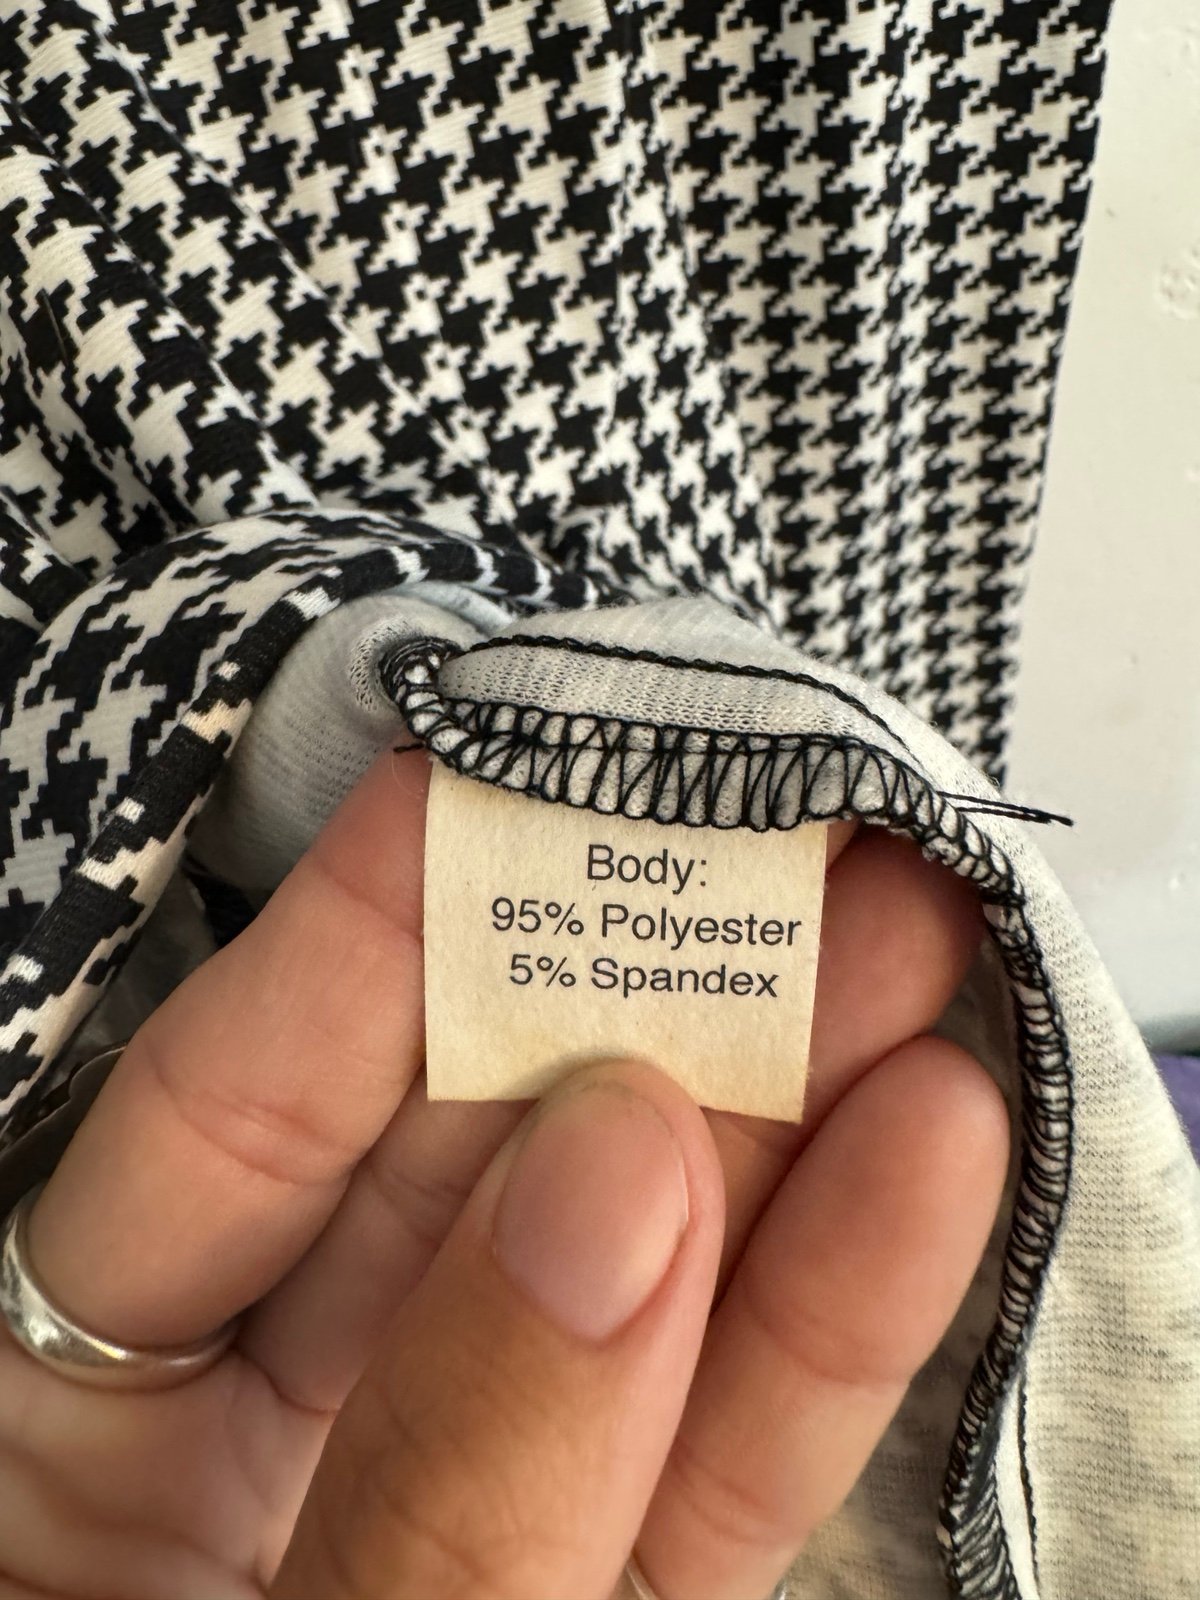 Body:
95% Polyester
5% Spandex